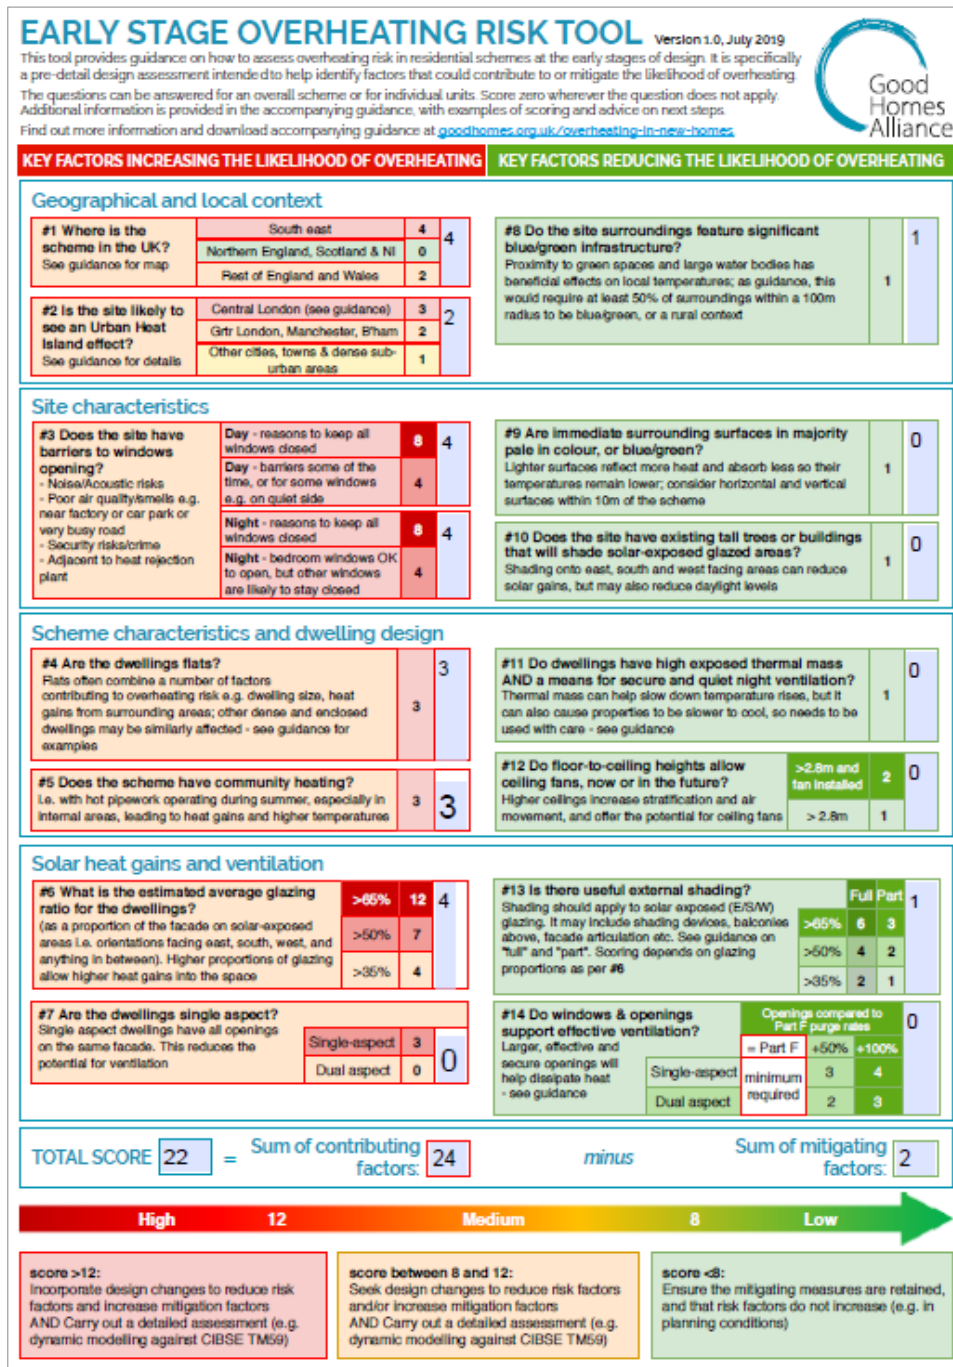 EARLY STAGE OVERHEATING RISK TOOL Version 1.0, July 2019
This tool provides guidance on how to assess overheating risk in residential schemes at the early stages of design. It is specifically
a pre-detail design assessment intended to help identify factors that could contribute to or mitigate the likelihood of overheating.
The questions can be answered for an overall scheme or for individual units. Score zero wherever the question does not apply.
Additional information is provided in the accompanying guidance, with examples of scoring and advice on next steps.
Find out more information and download accompanying guidance at goodhomes.org.uk/overheating-in-new-homes.
Good
Homes
Alliance
KEY FACTORS INCREASING THE LIKELIHOOD OF OVERHEATING
KEY FACTORS REDUCING THE LIKELIHOOD OF OVERHEATING
Geographical and local context
#1 Where is the
scheme in the UK?
See guidance for map
South east 4
Northern England, Scotland & NI 0
Rest of England and Wales 2
4
#2 Is the site likely to
see an Urban Heat
Island effect?
See guidance for details
Central London (see guidance) 3
Grtr London, Manchester, B'ham 2
Other cities, towns & dense sub-
urban areas 1
2
#8 Do the site surroundings feature significant
blue/green infrastructure?
Proximity to green spaces and large water bodies has
beneficial effects on local temperatures; as guidance, this
would require at least 50% of surroundings within a 100m
radius to be blue/green, or a rural context
1
1
Site characteristics
#3 Does the site have
barriers to windows
opening?
- Noise/Acoustic risks
- Poor air quality/smells e.g.
near factory or car park or
very busy road
- Security risks/crime
- Adjacent to heat rejection
plant
Day - reasons to keep all
windows closed 8
Day - barriers some of the
time, or for some windows
e.g. on quiet side 4
4
Night - reasons to keep all
windows closed 8
Night - bedroom windows OK
to open, but other windows
are likely to stay closed 4
4
#9 Are immediate surrounding surfaces in majority
pale in colour, or blue/green?
Lighter surfaces reflect more heat and absorb less so their
temperatures remain lower; consider horizontal and vertical
surfaces within 10m of the scheme
1
0
#10 Does the site have existing tall trees or buildings
that will shade solar-exposed glazed areas?
Shading onto east, south and west facing areas can reduce
solar gains, but may also reduce daylight levels
1
0
Scheme characteristics and dwelling design
#4 Are the dwellings flats?
Flats often combine a number of factors
contributing to overheating risk e.g. dwelling size, heat
gains from surrounding areas; other dense and enclosed
dwellings may be similarly affected - see guidance for
examples
3
3
#5 Does the scheme have community heating?
i.e. with hot pipework operating during summer, especially in
internal areas, leading to heat gains and higher temperatures
3
3
#11 Do dwellings have high exposed thermal mass
AND a means for secure and quiet night ventilation?
Thermal mass can help slow down temperature rises, but it
can also cause properties to be slower to cool, so needs to be
used with care - see guidance
1
0
#12 Do floor-to-ceiling heights allow
ceiling fans, now or in the future?
Higher ceilings increase stratification and air
movement, and offer the potential for ceiling fans
>2.8m and
fan installed 2
> 2.8m 1
0
Solar heat gains and ventilation
#6 What is the estimated average glazing
ratio for the dwellings?
(as a proportion of the facade on solar-exposed
areas i.e. orientations facing east, south, west, and
anything in between). Higher proportions of glazing
allow higher heat gains into the space
>65% 12
>50% 7
>35% 4
4
#7 Are the dwellings single aspect?
Single aspect dwellings have all openings
on the same facade. This reduces the
potential for ventilation
Single-aspect 3
Dual aspect 0
0
#13 Is there useful external shading?
Shading should apply to solar exposed (E/S/W)
glazing. It may include shading devices, balconies
above, facade articulation etc. See guidance on
"full" and "part". Scoring depends on glazing
proportions as per #6
Full Part
>65% 6 3
>50% 4 2
>35% 2 1
1
#14 Do windows & openings
support effective ventilation?
Larger, effective and
secure openings will
help dissipate heat
- see guidance
Openings compared to
Part F purge rates
= Part F +50% +100%
Single-aspect minimum required 3 4
Dual aspect 2 3
0
TOTAL SCORE 22 = Sum of contributing factors: 24 minus Sum of mitigating factors: 2
High 12 Medium 8 Low
score >12:
Incorporate design changes to reduce risk
factors and increase mitigation factors
AND Carry out a detailed assessment (e.g.
dynamic modelling against CIBSE TM59)
score between 8 and 12:
Seek design changes to reduce risk factors
and/or increase mitigation factors
AND Carry out a detailed assessment (e.g.
dynamic modelling against CIBSE TM59)
score <8:
Ensure the mitigating measures are retained,
and that risk factors do not increase (e.g. in
planning conditions)